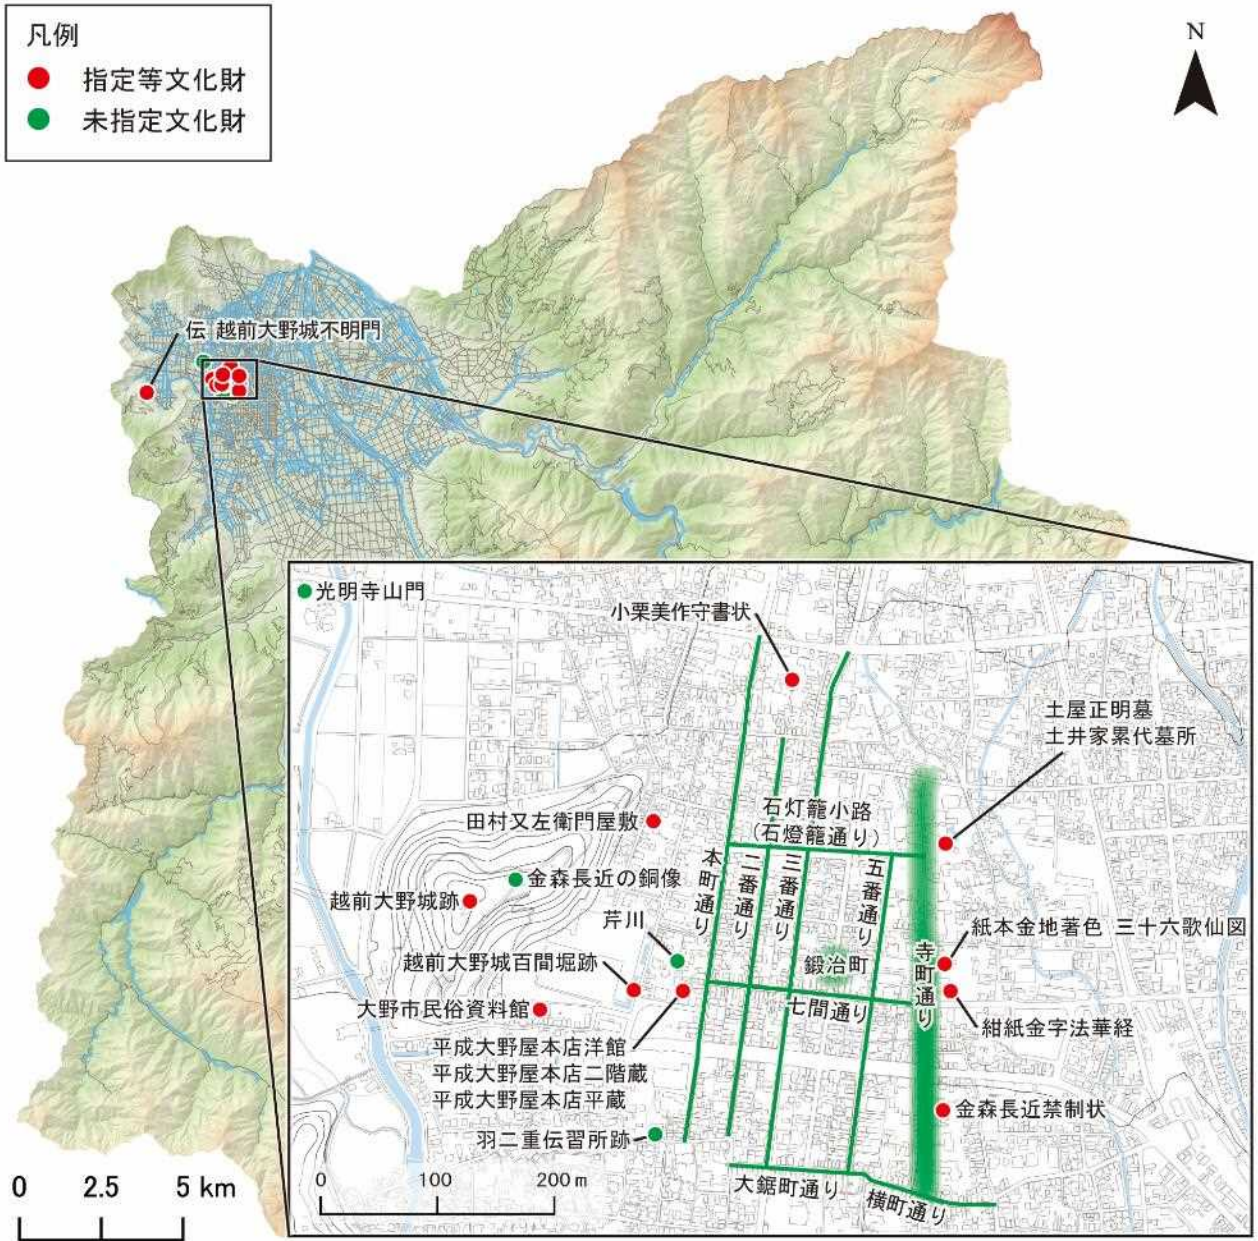 凡例
指定等文化財
未指定文化財
N
伝 越前大野城不明門
光明寺山門
小栗美作守書状
土屋正明墓
土井家累代墓所
石灯籠小路
(石燈籠通り)
田村又左衛門屋敷
本町通り
二番通り
三番通り
五番通り
金森長近の銅像
越前大野城跡
芹川
紙本金地著色 三十六歌仙図
寺町通り
鍛冶町
越前大野城百間堀跡
七間通り
大野市民俗資料館
紺紙金字法華経
平成大野屋本店洋館
平成大野屋本店二階蔵
平成大野屋本店平蔵
金森長近禁制状
羽二重伝習所跡
大鋸町通り
横町通り
0 100 200 m
0 2.5 5 km